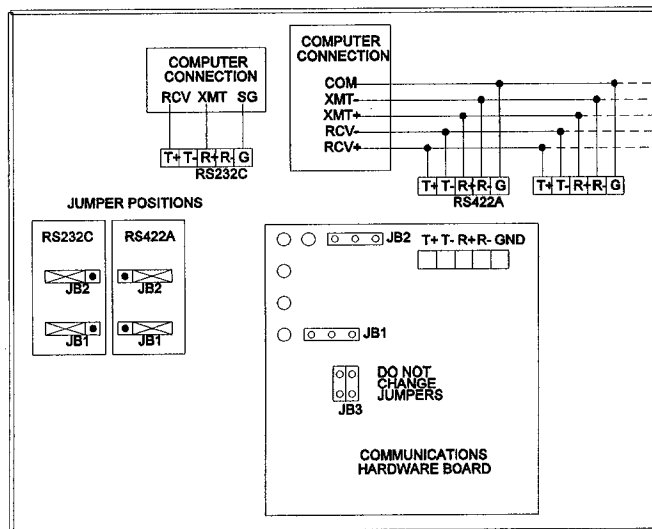 COMPUTER
CONNECTION
RCV XMT SG
T+ T- R+ R- G
RS232C
COMPUTER
CONNECTION
COM
XMT-
XMT+
RCV-
RCV+
T+ T- R+ R- G
RS422A
T+ T- R+ R- G
JUMPER POSITIONS
RS232C
JB2
JB1
RS422A
JB2
JB1
JB2
T+ T- R+ R- GND
JB1
JB3
DO NOT
CHANGE
JUMPERS
COMMUNICATIONS
HARDWARE BOARD